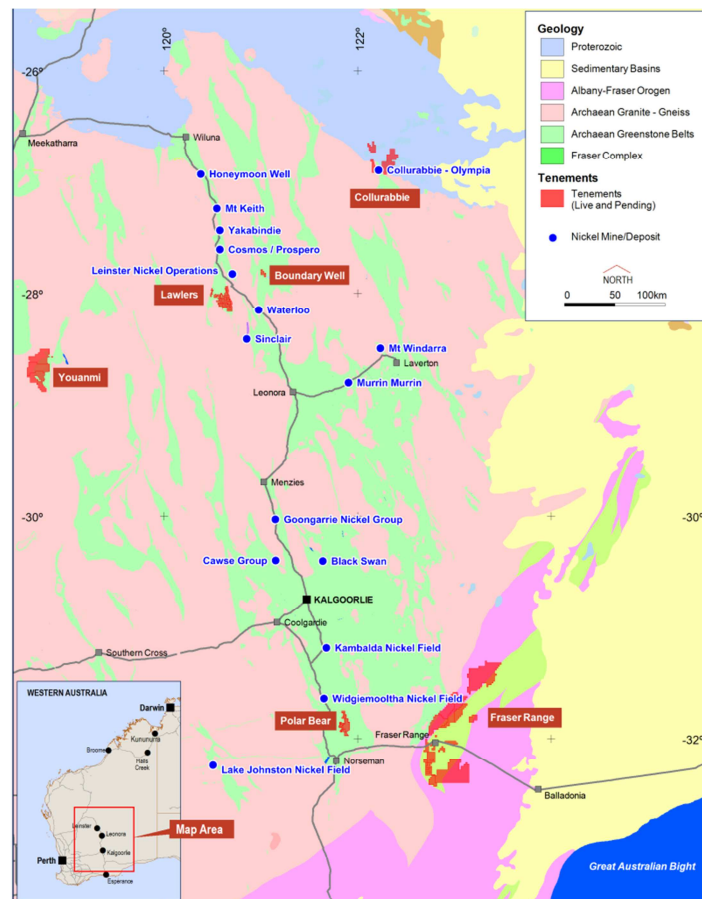 120°
122°
-26°
Meekatharra
Wiluna
Honeymoon Well
Collurabbie - Olympia
Collurabbie
Mt Keith
Yakabindie
Cosmos / Prospero
Leinster Nickel Operations
Boundary Well
-28°
Lawlers
Waterloo
Sinclair
Mt Windarra
Laverton
Youanmi
Murrin Murrin
Leonora
Menzies
-30°
-30°
Goongarrie Nickel Group
Cawse Group
Black Swan
KALGOORLIE
Coolgardie
Southern Cross
Kambalda Nickel Field
Widgiemooltha Nickel Field
Polar Bear
Fraser Range
Fraser Range
-32°
Norseman
Lake Johnston Nickel Field
Balladonia
Great Australian Bight
Geology
Proterozoic
Sedimentary Basins
Albany-Fraser Orogen
Archaean Granite - Gneiss
Archaean Greenstone Belts
Fraser Complex
Tenements
Tenements
(Live and Pending)
Nickel Mine/Deposit
NORTH
0 50 100km
WESTERN AUSTRALIA
Darwin
Kununurra
Broome
Halls
Creek
Leinster
Leonora
Map Area
Kalgoorlie
Perth
Esperance